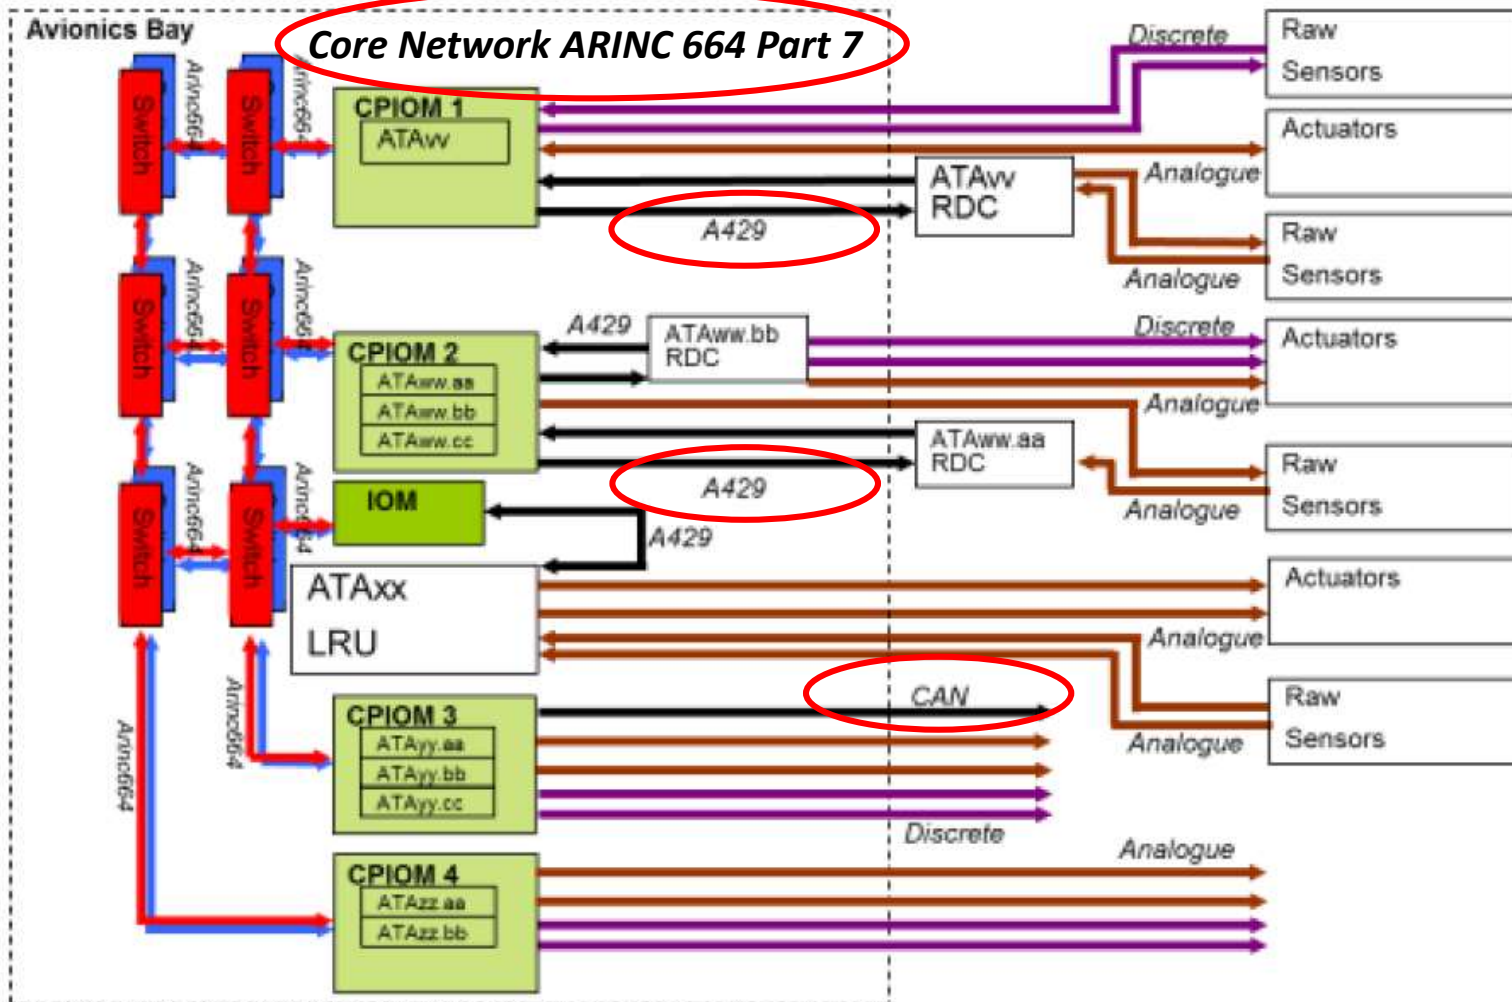 Avionics Bay
Core Network ARINC 664 Part 7
Arinc664
Arinc664
Switch
Switch
CPIOM 1
ATAvv
Discrete
Raw
Sensors
Actuators
Analogue
ATAvv
RDC
A429
Raw
Sensors
Analogue
Arinc664
Arinc664
Switch
Switch
CPIOM 2
ATAww.aa
ATAww.bb
ATAww.cc
A429
ATAww.bb
RDC
Discrete
Actuators
Analogue
ATAww.aa
RDC
A429
Raw
Sensors
Analogue
Arinc664
Arinc664
Switch
Switch
IOM
A429
ATAxx
LRU
Actuators
Analogue
Raw
Sensors
Analogue
CAN
Arinc664
Arinc664
CPIOM 3
ATAyy.aa
ATAyy.bb
ATAyy.cc
Discrete
Analogue
CPIOM 4
ATAzz.aa
ATAzz.bb